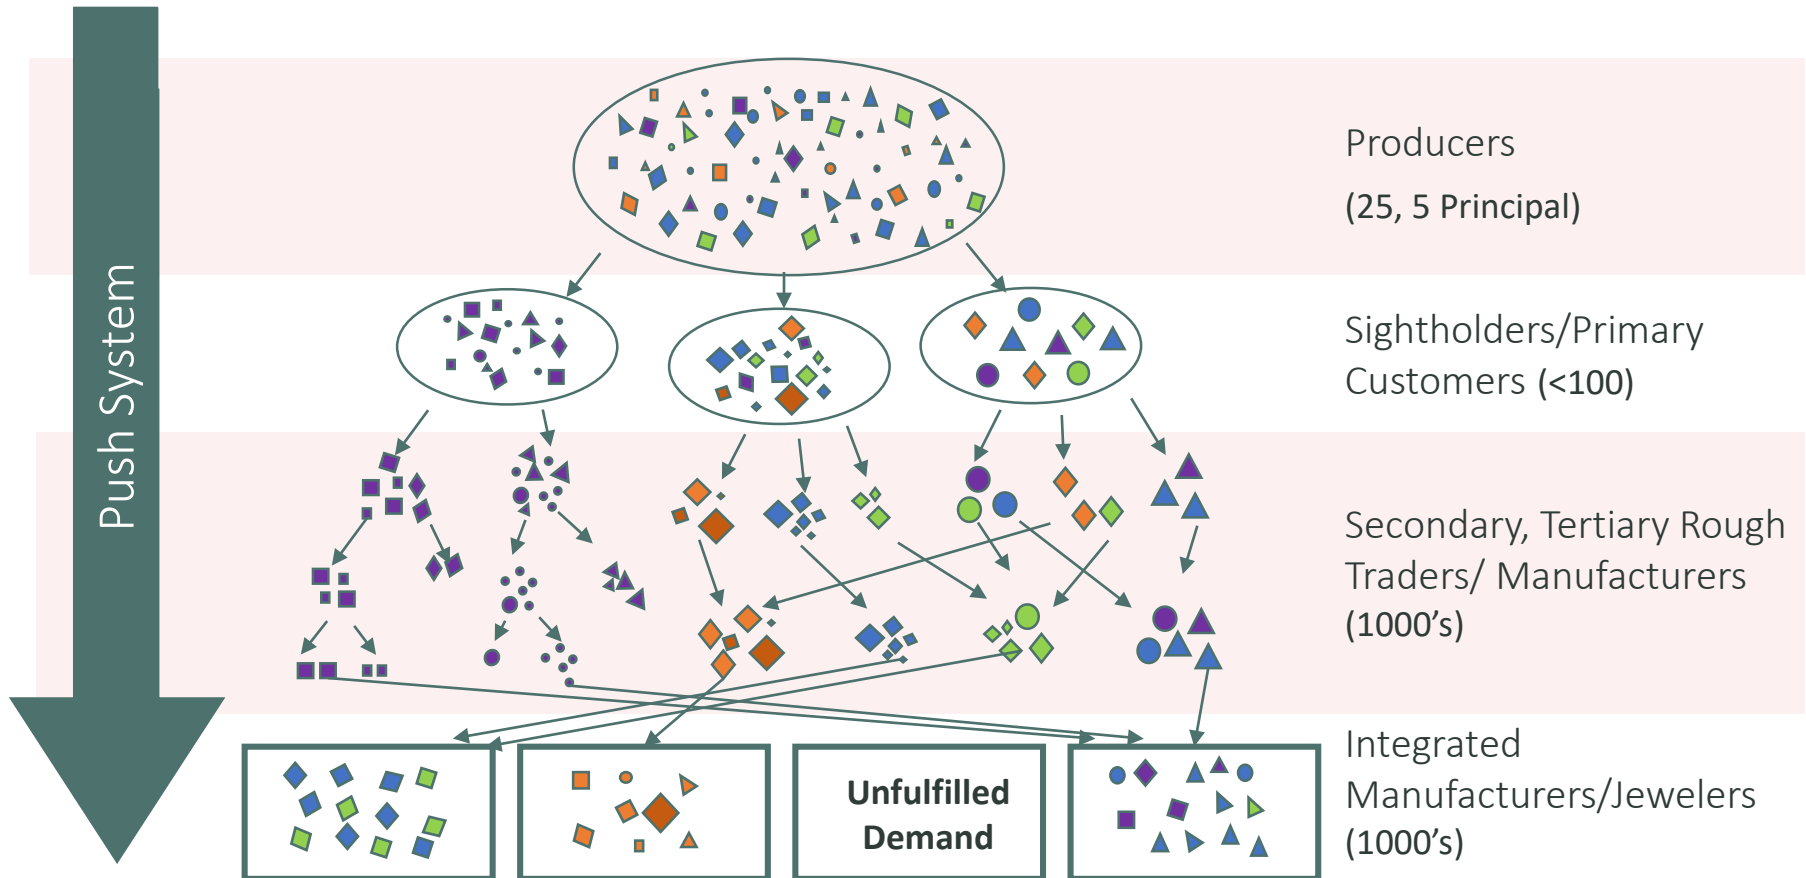 Push System
Producers
(25, 5 Principal)
Sightholders/Primary
Customers (<100)
Secondary, Tertiary Rough
Traders/ Manufacturers
(1000's)
Integrated
Manufacturers/Jewelers
(1000's)
Unfulfilled
Demand